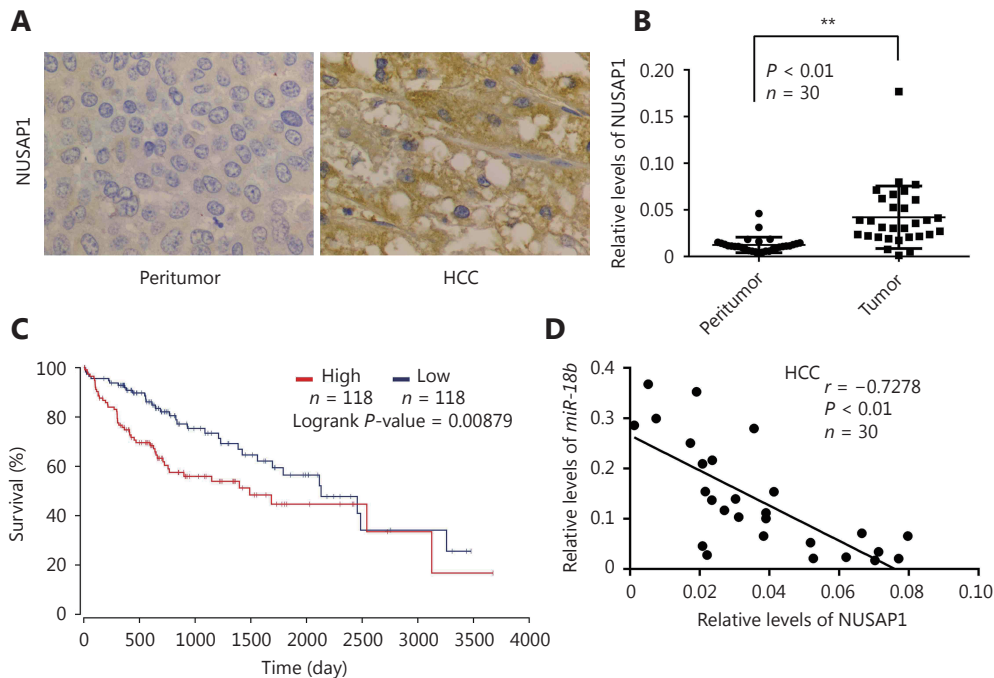 A
NUSAP1
Peritumor
HCC
B
**
P < 0.01
n = 30
Relative levels of NUSAP1
0.20
0.15
0.10
0.05
0
Peritumor
Tumor
C
High
n = 118
Low
n = 118
Logrank P-value = 0.00879
Survival (%)
100
80
60
40
20
0
0
500
1000
1500
2000
2500
3000
3500
4000
Time (day)
D
HCC
r = −0.7278
P < 0.01
n = 30
Relative levels of miR-18b
0.4
0.3
0.2
0.1
0
0
0.02
0.04
0.06
0.08
0.10
Relative levels of NUSAP1